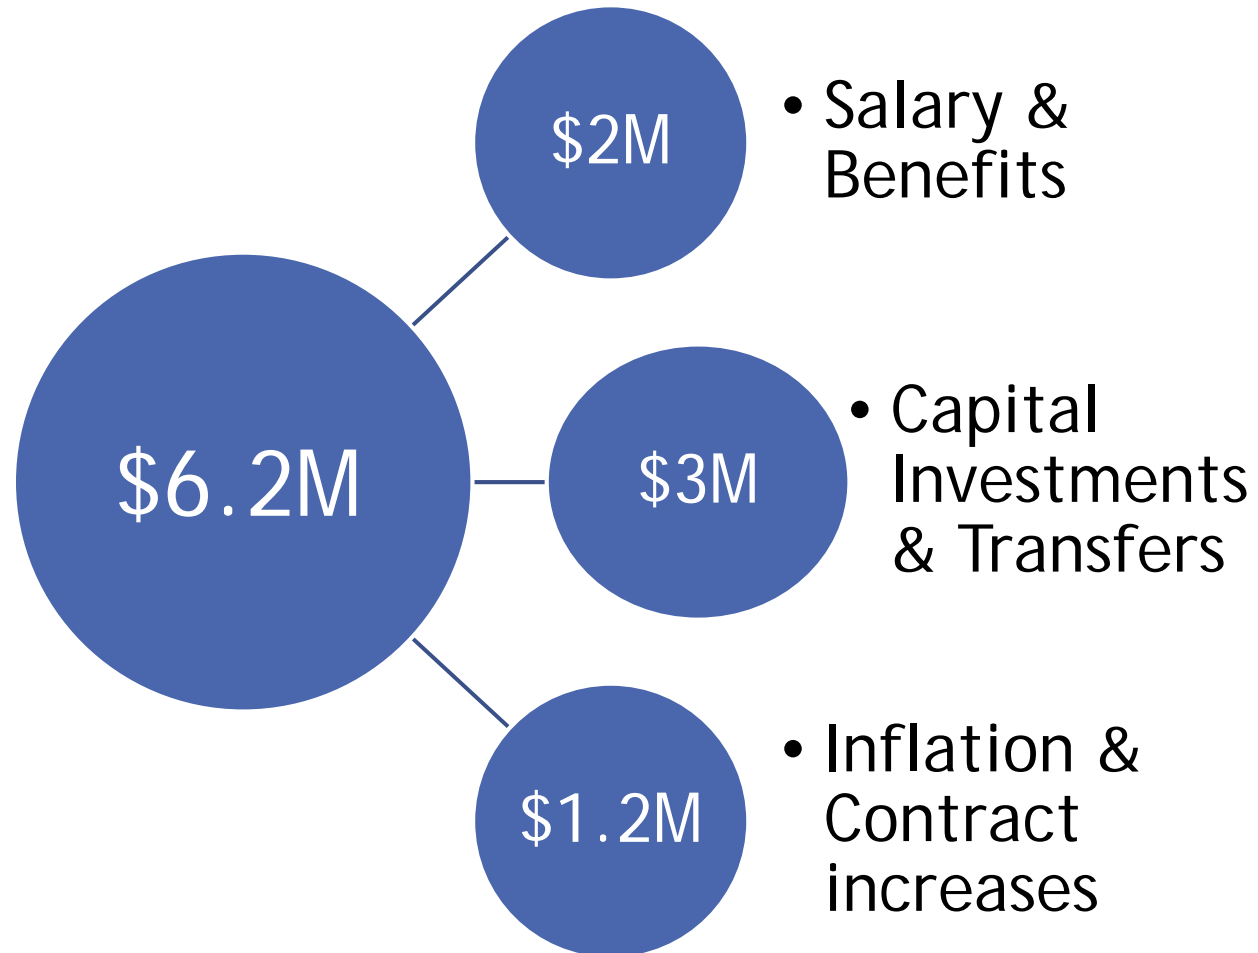 $6.2M
$2M
• Salary &
Benefits
$3M
• Capital
Investments
& Transfers
$1.2M
• Inflation &
Contract
increases